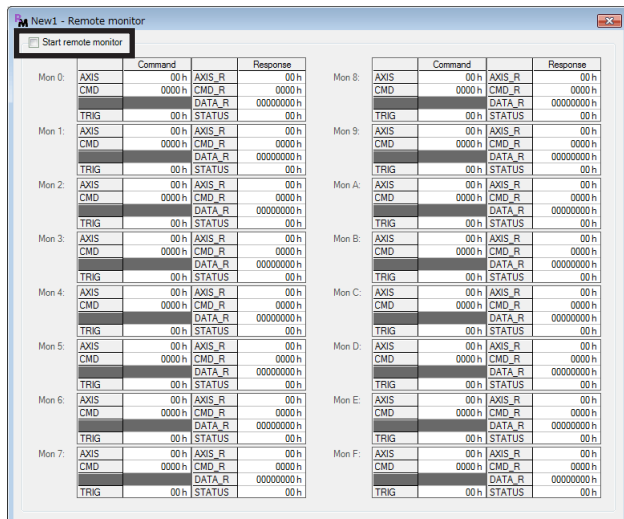 PM New1 - Remote monitor
Start remote monitor
Command Response Command Response
Mon 0: AXIS 00 h AXIS_R 00 h Mon 8: AXIS 00 h AXIS_R 00 h
CMD 0000 h CMD_R 0000 h CMD 0000 h CMD_R 0000 h
DATA_R 00000000 h DATA_R 00000000 h
TRIG 00 h STATUS 00 h TRIG 00 h STATUS 00 h
Mon 1: AXIS 00 h AXIS_R 00 h Mon 9: AXIS 00 h AXIS_R 00 h
CMD 0000 h CMD_R 0000 h CMD 0000 h CMD_R 0000 h
DATA_R 00000000 h DATA_R 00000000 h
TRIG 00 h STATUS 00 h TRIG 00 h STATUS 00 h
Mon 2: AXIS 00 h AXIS_R 00 h Mon A: AXIS 00 h AXIS_R 00 h
CMD 0000 h CMD_R 0000 h CMD 0000 h CMD_R 0000 h
DATA_R 00000000 h DATA_R 00000000 h
TRIG 00 h STATUS 00 h TRIG 00 h STATUS 00 h
Mon 3: AXIS 00 h AXIS_R 00 h Mon B: AXIS 00 h AXIS_R 00 h
CMD 0000 h CMD_R 0000 h CMD 0000 h CMD_R 0000 h
DATA_R 00000000 h DATA_R 00000000 h
TRIG 00 h STATUS 00 h TRIG 00 h STATUS 00 h
Mon 4: AXIS 00 h AXIS_R 00 h Mon C: AXIS 00 h AXIS_R 00 h
CMD 0000 h CMD_R 0000 h CMD 0000 h CMD_R 0000 h
DATA_R 00000000 h DATA_R 00000000 h
TRIG 00 h STATUS 00 h TRIG 00 h STATUS 00 h
Mon 5: AXIS 00 h AXIS_R 00 h Mon D: AXIS 00 h AXIS_R 00 h
CMD 0000 h CMD_R 0000 h CMD 0000 h CMD_R 0000 h
DATA_R 00000000 h DATA_R 00000000 h
TRIG 00 h STATUS 00 h TRIG 00 h STATUS 00 h
Mon 6: AXIS 00 h AXIS_R 00 h Mon E: AXIS 00 h AXIS_R 00 h
CMD 0000 h CMD_R 0000 h CMD 0000 h CMD_R 0000 h
DATA_R 00000000 h DATA_R 00000000 h
TRIG 00 h STATUS 00 h TRIG 00 h STATUS 00 h
Mon 7: AXIS 00 h AXIS_R 00 h Mon F: AXIS 00 h AXIS_R 00 h
CMD 0000 h CMD_R 0000 h CMD 0000 h CMD_R 0000 h
DATA_R 00000000 h DATA_R 00000000 h
TRIG 00 h STATUS 00 h TRIG 00 h STATUS 00 h